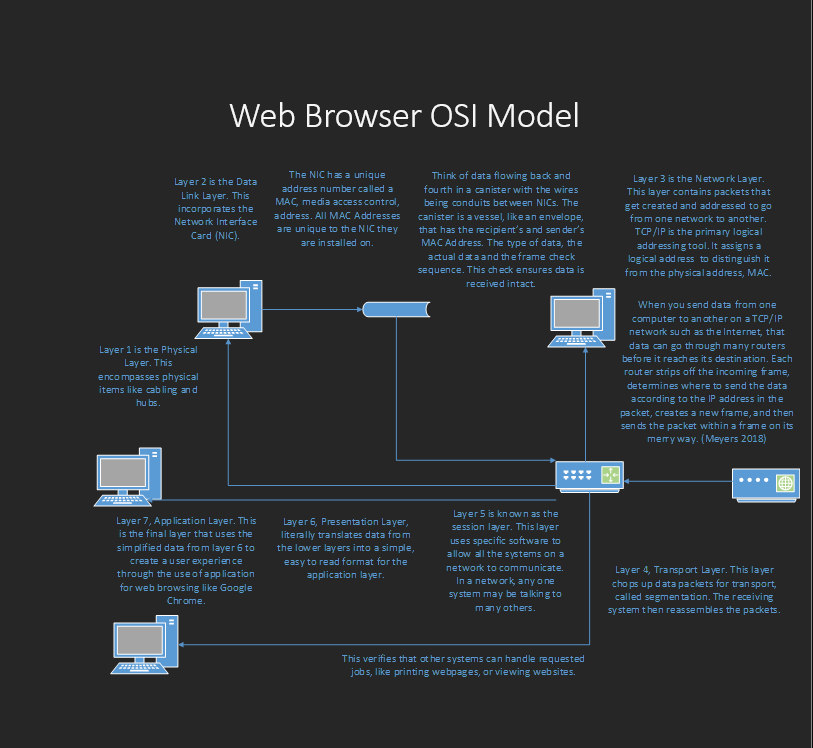 Web Browser OSI Model
Layer 2 is the Data
Link Layer. This
incorporates the
Network Interface
Card (NIC).
The NIC has a unique
address number called a
MAC, media access control,
address. All MAC Addresses
are unique to the NIC they
are installed on.
Think of data flowing back and
fourth in a canister with the wires
being conduits between NICs. The
canister is a vessel, like an envelope,
that has the recipient's and sender's
MAC Address. The type of data, the
actual data and the frame check
sequence. This check ensures data is
received intact.
Layer 3 is the Network Layer.
This layer contains packets that
get created and addressed to go
from one network to another.
TCP/IP is the primary logical
addressing tool. It assigns a
logical address to distinguish it
from the physical address, MAC.
When you send data from one
computer to another on a TCP/IP
network such as the Internet, that
data can go through many routers
before it reaches its destination. Each
router strips off the incoming frame,
determines where to send the data
according to the IP address in the
packet, creates a new frame, and then
sends the packet within a frame on its
merry way. (Meyers 2018)
Layer 1 is the Physical
Layer. This
encompasses physical
items like cabling and
hubs.
Layer 7, Application Layer. This
is the final layer that uses the
simplified data from layer 6 to
create a user experience
through the use of application
for web browsing like Google
Chrome.
Layer 6, Presentation Layer,
literally translates data from
the lower layers into a simple,
easy to read format for the
application layer.
Layer 5 is known as the
session layer. This layer
uses specific software to
allow all the systems on a
network to communicate.
In a network, any one
system may be talking to
many others.
Layer 4, Transport Layer. This layer
chops up data packets for transport,
called segmentation. The receiving
system then reassembles the packets.
This verifies that other systems can handle requested
jobs, like printing webpages, or viewing websites.